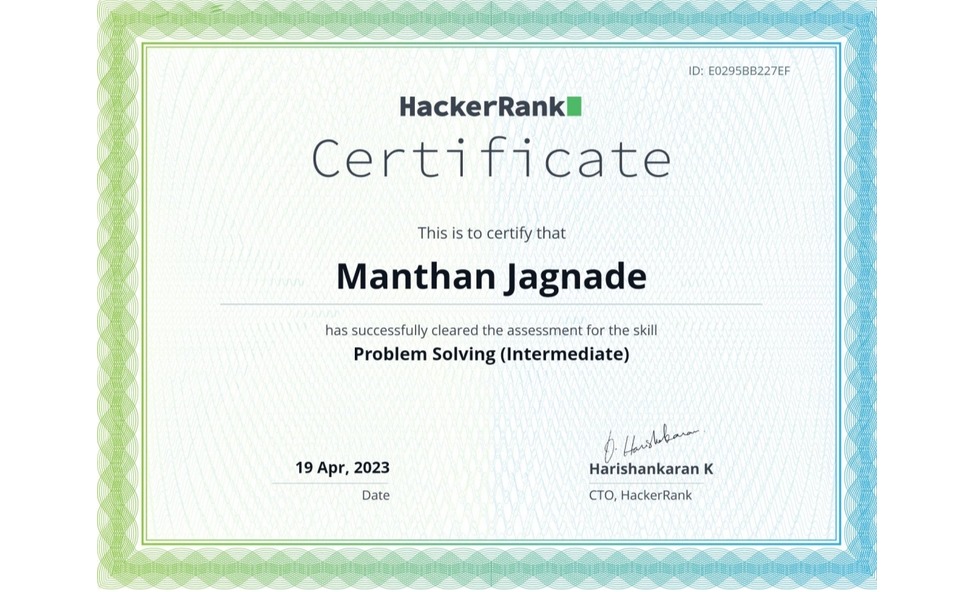 ID: E0295BB227EF
HackerRank
Certificate
This is to certify that
Manthan Jagnade
has successfully cleared the assessment for the skill
Problem Solving (Intermediate)
19 Apr, 2023
Date
Harishankaran K
CTO, HackerRank